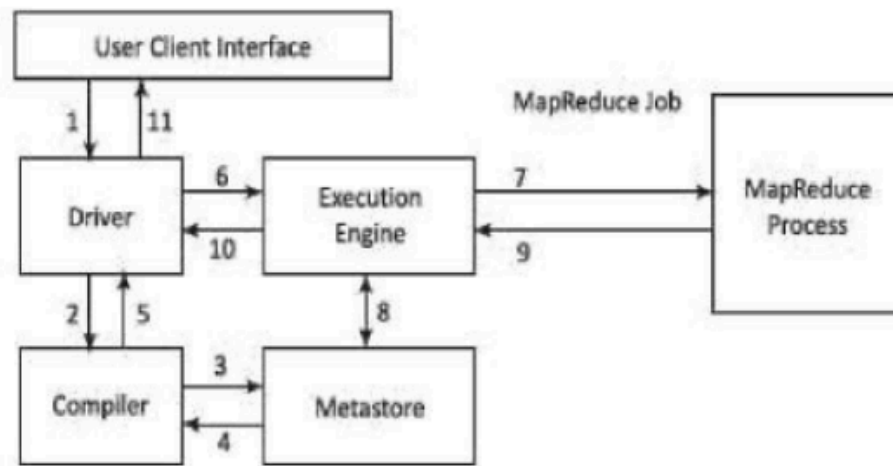 User Client Interface
1
11
MapReduce Job
Driver
6
10
Execution
Engine
7
9
MapReduce
Process
2
5
8
Compiler
3
4
Metastore